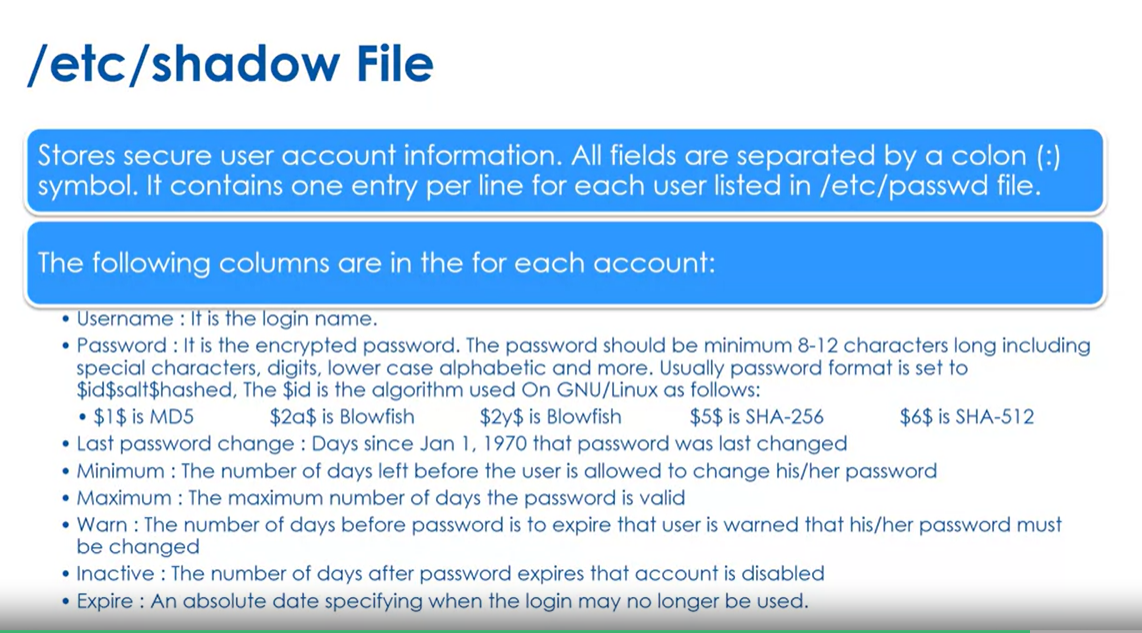 /etc/shadow File
Stores secure user account information. All fields are separated by a colon (:)
symbol. It contains one entry per line for each user listed in /etc/passwd file.
The following columns are in the for each account:
• Username : It is the login name.
• Password : It is the encrypted password. The password should be minimum 8-12 characters long including
special characters, digits, lower case alphabetic and more. Usually password format is set to
$id$salt$hashed, The $id is the algorithm used On GNU/Linux as follows:
• $1$ is MD5 $2a$ is Blowfish $2y$ is Blowfish $5$ is SHA-256 $6$ is SHA-512
• Last password change : Days since Jan 1, 1970 that password was last changed
• Minimum : The number of days left before the user is allowed to change his/her password
• Maximum : The maximum number of days the password is valid
• Warn : The number of days before password is to expire that user is warned that his/her password must
be changed
• Inactive : The number of days after password expires that account is disabled
• Expire : An absolute date specifying when the login may no longer be used.